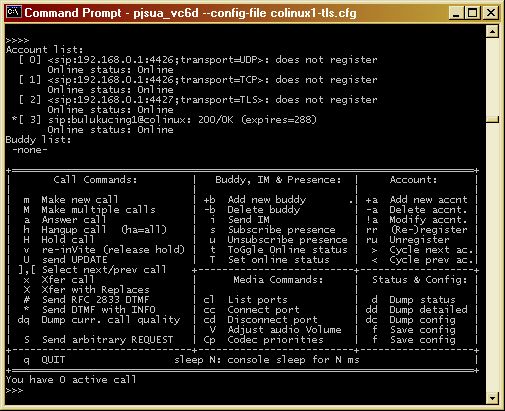 Command Prompt - pjsua_vc6d --config-file colinux1-tls.cfg
>>>>
Account list:
[ 0] <sip:192.168.0.1:4426;transport=UDP>: does not register
Online status: Online
[ 1] <sip:192.168.0.1:4426;transport=TCP>: does not register
Online status: Online
[ 2] <sip:192.168.0.1:4427;transport=TLS>: does not register
Online status: Online
*[ 3] sip:bulukucing1@colinux: 200/OK (expires=288)
Online status: Online
Buddy list:
-none-
+=============================================================================+
| Call Commands: | Buddy, IM & Presence: | Account: |
| | | |
| m Make new call | +b Add new buddy .| +a Add new accnt |
| M Make multiple calls | -b Delete buddy | -a Delete accnt. |
| a Answer call | i Send IM | !a Modify accnt. |
| h Hangup call (ha=all) | s Subscribe presence | rr (Re-)register |
| H Hold call | u Unsubscribe presence | ru Unregister |
| v re-inVite (release hold) | t ToGgle Online status | > Cycle next ac. |
| U send UPDATE | T Set online status | < Cycle prev ac. |
| ],[ Select next/prev call +--------------------------+-------------------+
| x Xfer call | Media Commands: | Status & Config: |
| X Xfer with Replaces | | |
| # Send RFC 2833 DTMF | cl List ports | d Dump status |
| * Send DTMF with INFO | cc Connect port | dd Dump detailed |
| dq Dump curr. call quality | cd Disconnect port | dc Dump config |
| | V Adjust audio Volume | f Save config |
| S Send arbitrary REQUEST | Cp Codec priorities | f Save config |
+-----------------------------------------------------------------------------+
| q QUIT sleep N: console sleep for N ms |
+=============================================================================+
You have 0 active call
>>>